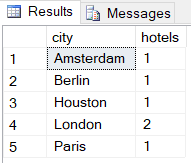 Results Messages
city hotels
1 Amsterdam 1
2 Berlin 1
3 Houston 1
4 London 2
5 Paris 1